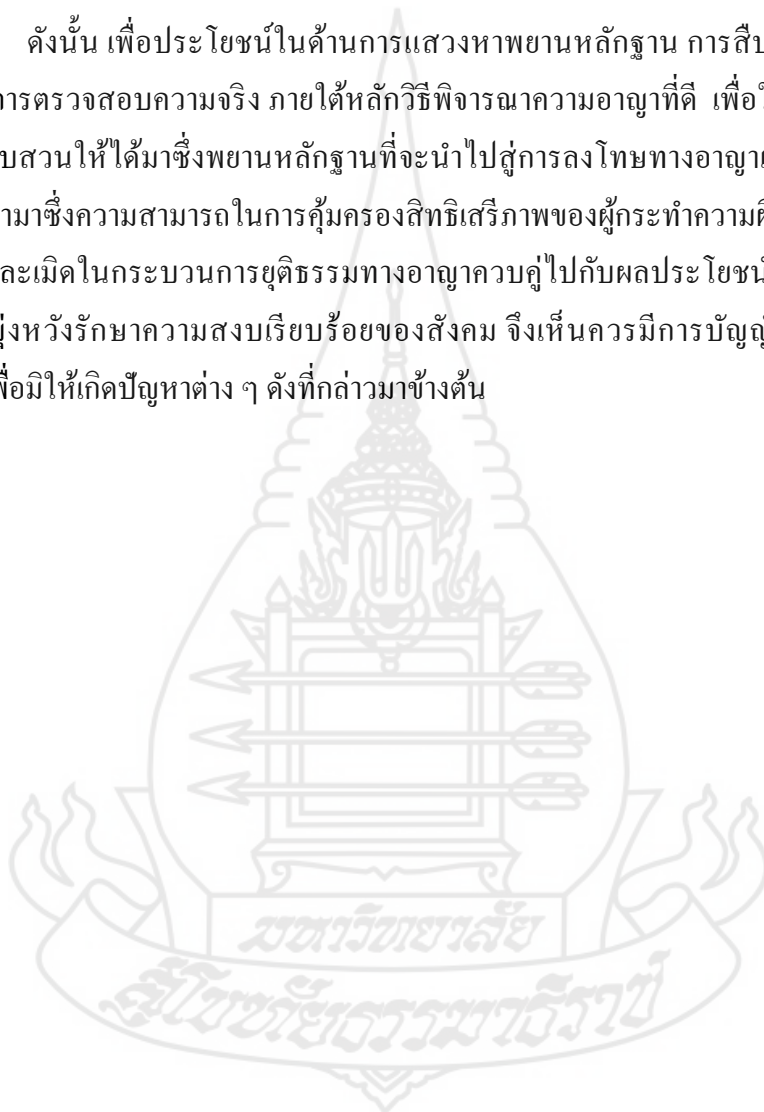 ดังนั้น เพื่อประโยชน์ในด้านการแสวงหาพยานหลักฐาน การสืบ
การตรวจสอบความจริง ภายใต้หลักวิธีพิจารณาความอาญาที่ดี เพื่อใ
บสวนให้ได้มาซึ่งพยานหลักฐานที่จะนำไปสู่การลงโทษทางอาญา
ามาซึ่งความสามารถในการคุ้มครองสิทธิเสรีภาพของผู้กระทำความผิ
ละเมิดในกระบวนการยุติธรรมทางอาญาควบคู่ไปกับผลประโยชน์
มุ่งหวังรักษาความสงบเรียบร้อยของสังคม จึงเห็นควรมีการบัญญั
พื่อมิให้เกิดปัญหาต่าง ๆ ดังที่กล่าวมาข้างต้น
มหาวิทยาลัย
สุโขทัยธรรมาธิราช